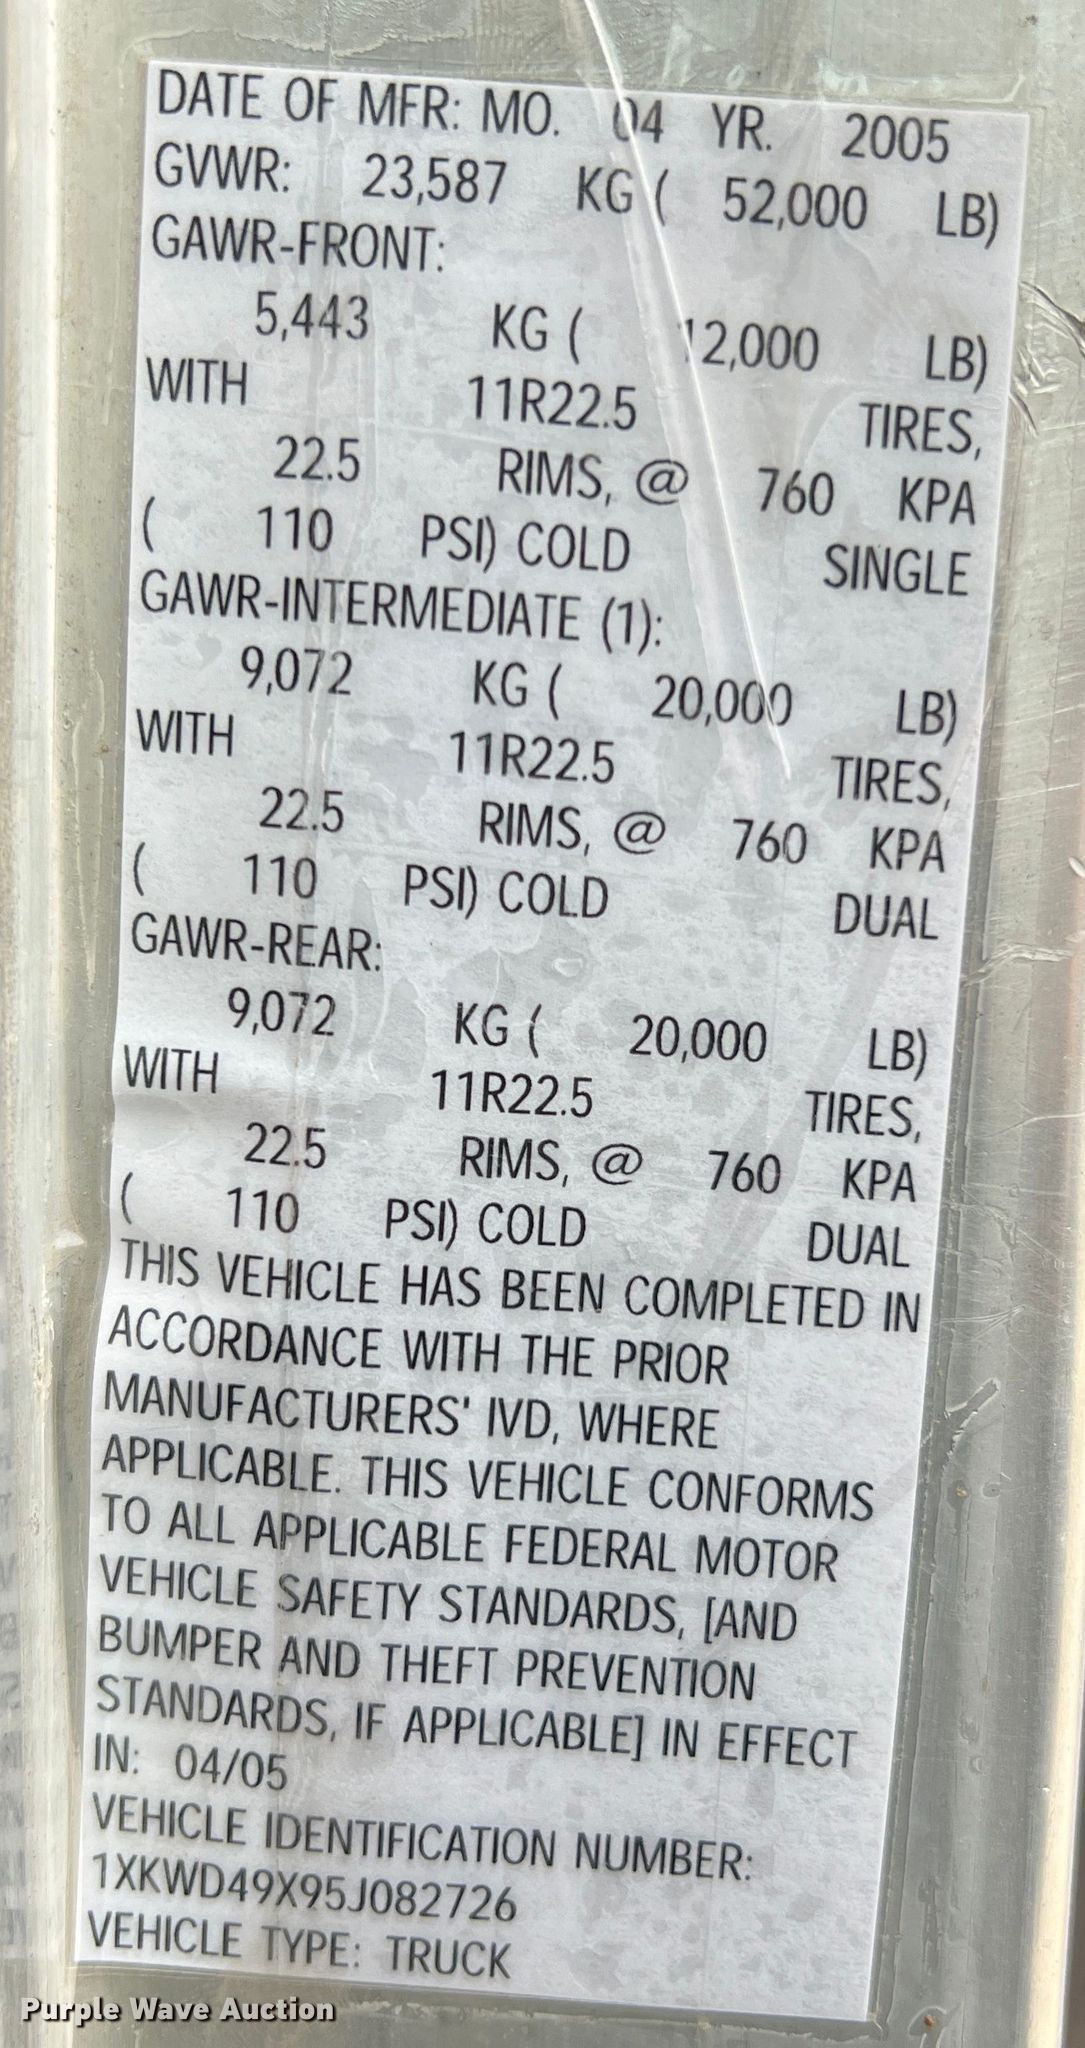 DATE OF MFR: MO. 04 YR. 2005
GVWR: 23,587 KG ( 52,000 LB)
GAWR-FRONT:
5,443 KG ( 12,000 LB)
WITH 11R22.5 TIRES,
22.5 RIMS, @ 760 KPA
( 110 PSI) COLD SINGLE
GAWR-INTERMEDIATE (1):
9,072 KG ( 20,000 LB)
WITH 11R22.5 TIRES,
22.5 RIMS, @ 760 KPA
( 110 PSI) COLD DUAL
GAWR-REAR:
9,072 KG ( 20,000 LB)
WITH 11R22.5 TIRES,
22.5 RIMS, @ 760 KPA
( 110 PSI) COLD DUAL
THIS VEHICLE HAS BEEN COMPLETED IN
ACCORDANCE WITH THE PRIOR
MANUFACTURERS' IVD, WHERE
APPLICABLE. THIS VEHICLE CONFORMS
TO ALL APPLICABLE FEDERAL MOTOR
VEHICLE SAFETY STANDARDS, [AND
BUMPER AND THEFT PREVENTION
STANDARDS, IF APPLICABLE] IN EFFECT
IN: 04/05
VEHICLE IDENTIFICATION NUMBER:
1XKWD49X95J082726
VEHICLE TYPE: TRUCK
Purple Wave Auction